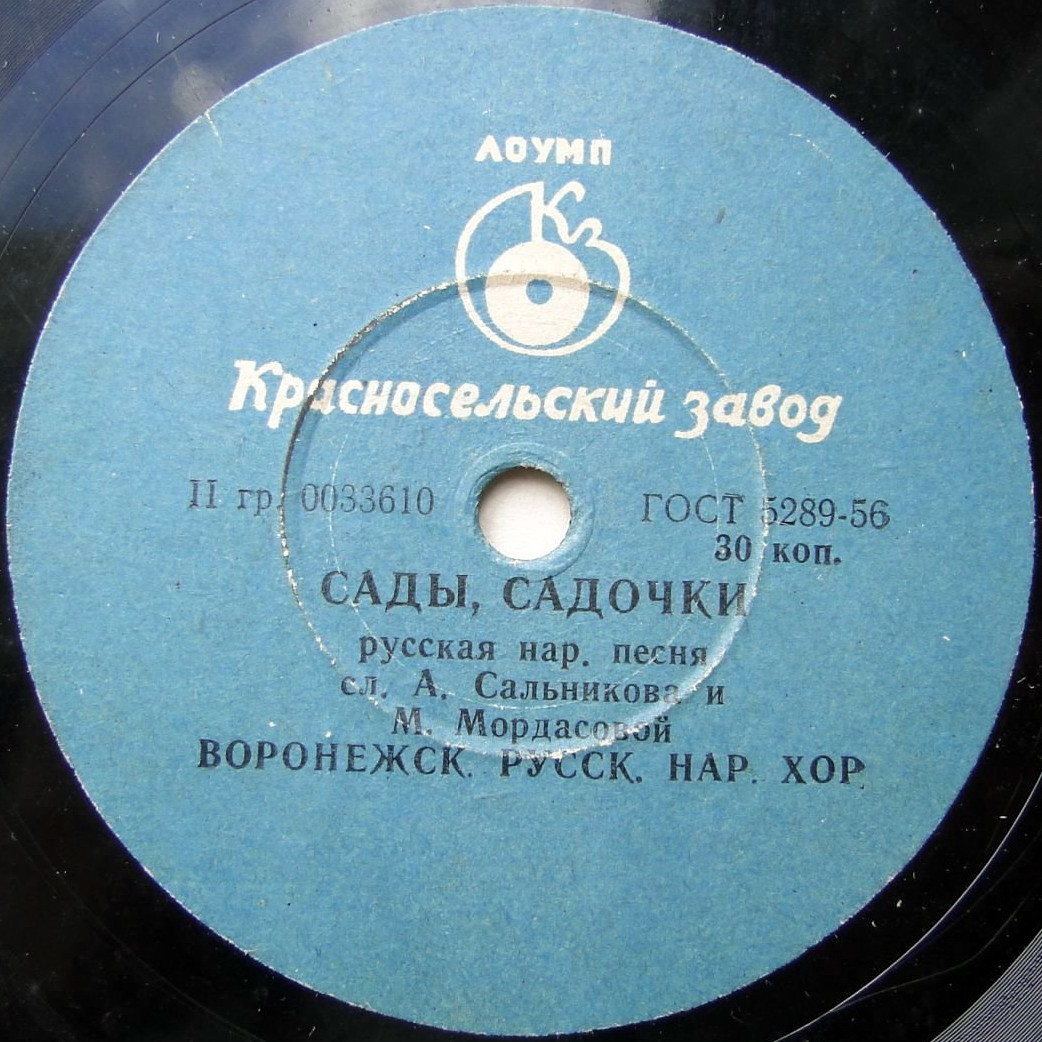 ЛОУМП
Кз
Красносельский завод
II гр. 0033610 ГОСТ 5289-56
30 коп.
САДЫ, САДОЧКИ
русская нар. песня
сл. А. Сальникова и
М. Мордасовой
ВОРОНЕЖСК. РУССК. НАР. ХОР